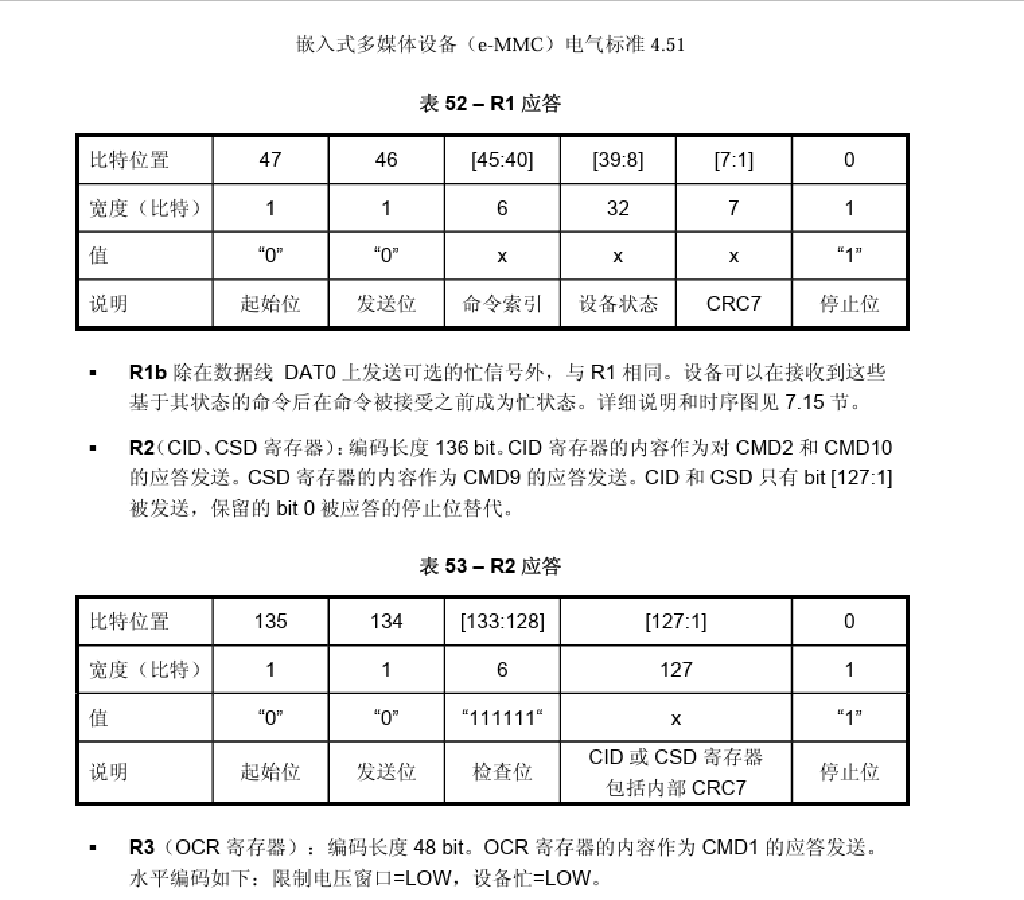 嵌入式多媒体设备（e-MMC）电气标准 4.51
表 52 – R1 应答
比特位置 47 46 [45:40] [39:8] [7:1] 0
宽度（比特） 1 1 6 32 7 1
值 “0” “0” x x x “1”
说明 起始位 发送位 命令索引 设备状态 CRC7 停止位
▪ R1b 除在数据线 DAT0 上发送可选的忙信号外，与 R1 相同。设备可以在接收到这些
基于其状态的命令后在命令被接受之前成为忙状态。详细说明和时序图见 7.15 节。
▪ R2（CID、CSD 寄存器）：编码长度 136 bit。CID 寄存器的内容作为对 CMD2 和 CMD10
的应答发送。CSD 寄存器的内容作为 CMD9 的应答发送。CID 和 CSD 只有 bit [127:1]
被发送，保留的 bit 0 被应答的停止位替代。
表 53 – R2 应答
比特位置 135 134 [133:128] [127:1] 0
宽度（比特） 1 1 6 127 1
值 “0” “0” “111111“ x “1”
说明 起始位 发送位 检查位 CID 或 CSD 寄存器 停止位
包括内部 CRC7
▪ R3（OCR 寄存器）：编码长度 48 bit。OCR 寄存器的内容作为 CMD1 的应答发送。
水平编码如下：限制电压窗口=LOW，设备忙=LOW。